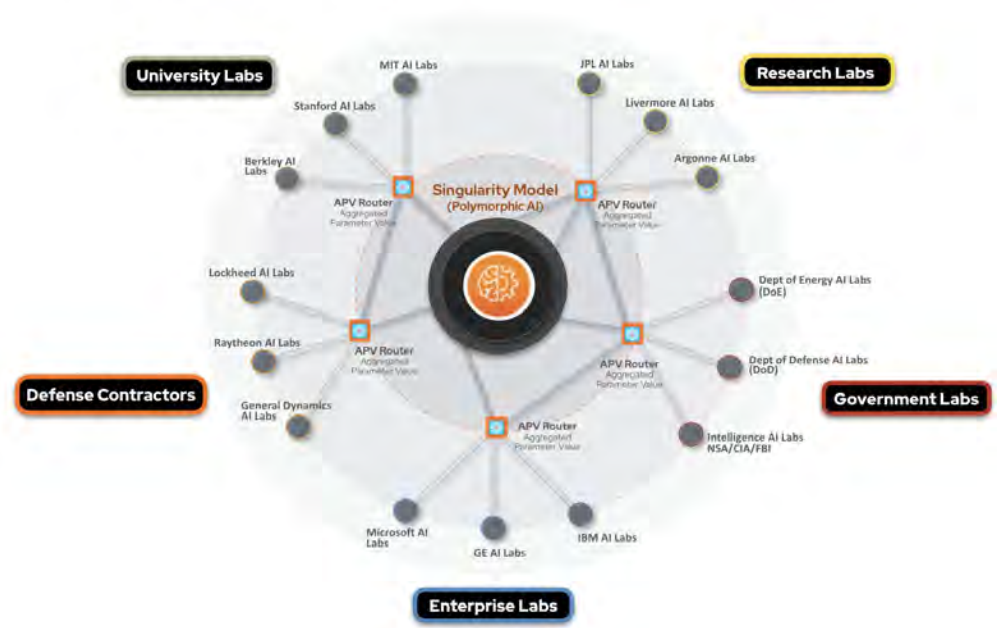 University Labs
MIT AI Labs
Stanford AI Labs
Berkley AI
Labs
APV Router
Aggregated
Parameter Value
JPL AI Labs
Livermore AI Labs
Argonne AI Labs
Research Labs
APV Router
Aggregated
Parameter Value
Singularity Model
(Polymorphic AI)
Lockheed AI Labs
Raytheon AI Labs
General Dynamics
AI Labs
Defense Contractors
APV Router
Aggregated
Parameter Value
Dept of Energy AI Labs
(DoE)
Dept of Defense AI Labs
(DoD)
Intelligence AI Labs
NSA/CIA/FBI
Government Labs
APV Router
Aggregated
Parameter Value
APV Router
Aggregated
Parameter Value
Microsoft AI
Labs
GE AI Labs
IBM AI Labs
Enterprise Labs